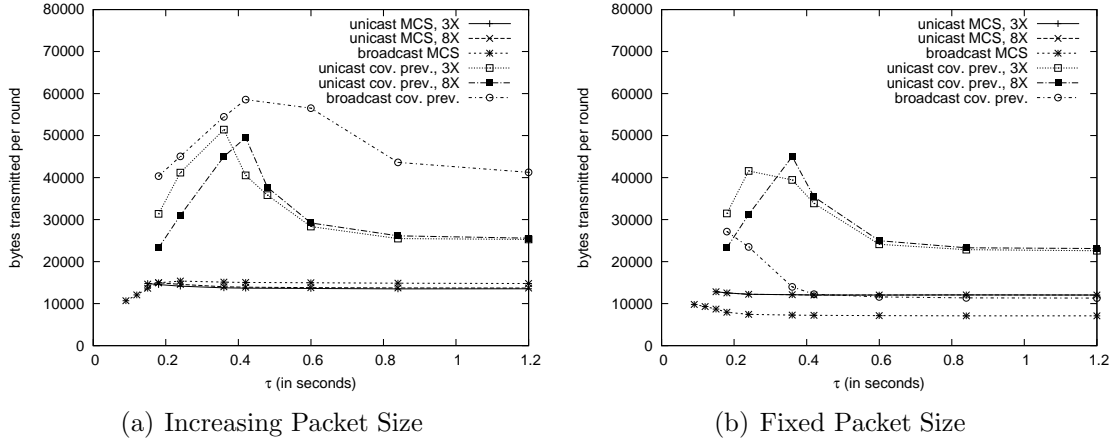 80000
70000
60000
50000
40000
30000
20000
10000
0
bytes transmitted per round
unicast MCS, 3X
unicast MCS, 8X
broadcast MCS
unicast cov. prev., 3X
unicast cov. prev., 8X
broadcast cov. prev.
0 0.2 0.4 0.6 0.8 1 1.2
τ (in seconds)
(a) Increasing Packet Size
80000
70000
60000
50000
40000
30000
20000
10000
0
bytes transmitted per round
unicast MCS, 3X
unicast MCS, 8X
broadcast MCS
unicast cov. prev., 3X
unicast cov. prev., 8X
broadcast cov. prev.
0 0.2 0.4 0.6 0.8 1 1.2
τ (in seconds)
(b) Fixed Packet Size